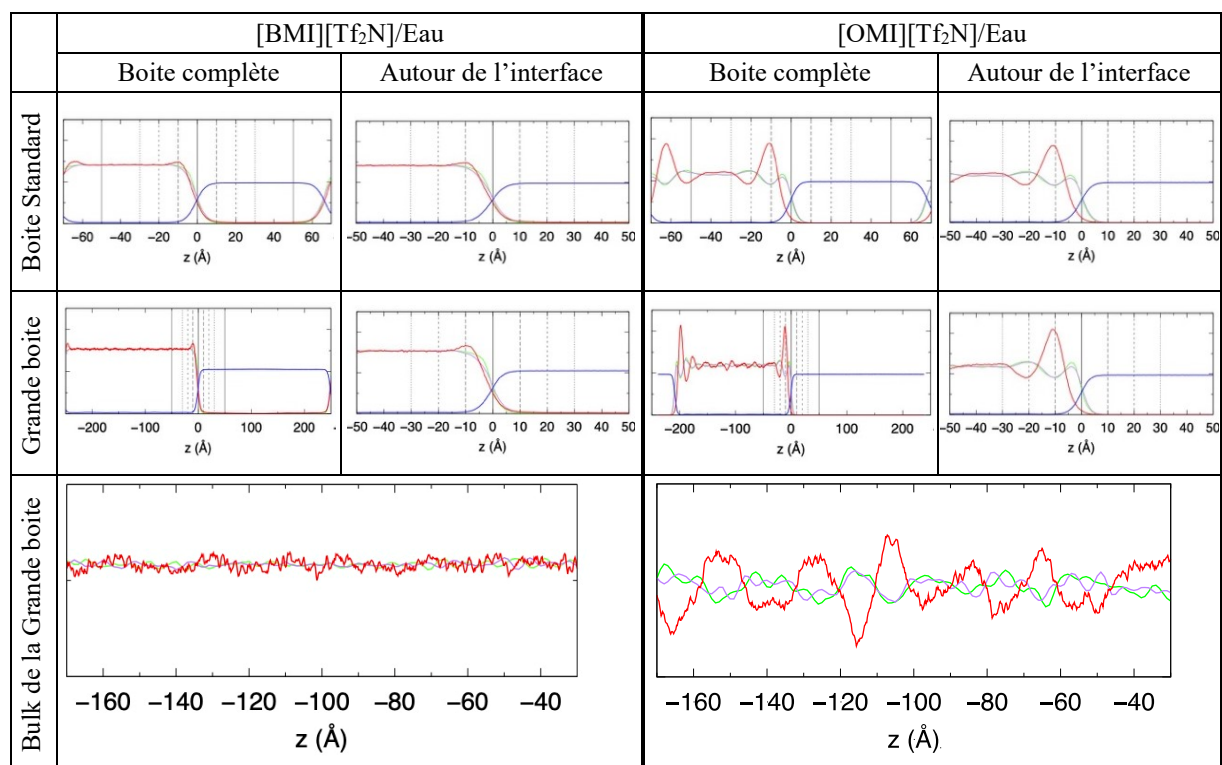 [BMI][Tf₂N]/Eau
[OMI][Tf₂N]/Eau
Boite complète
Autour de l’interface
Boite complète
Autour de l’interface
Boite Standard
−60 −40 −20 0 20 40 60
z (Å)
−50 −40 −30 −20 −10 0 10 20 30 40 50
z (Å)
−60 −40 −20 0 20 40 60
z (Å)
−50 −40 −30 −20 −10 0 10 20 30 40 50
z (Å)
Grande boite
−200 −100 0 100 200
z (Å)
−50 −40 −30 −20 −10 0 10 20 30 40 50
z (Å)
−200 −100 0 100 200
z (Å)
−50 −40 −30 −20 −10 0 10 20 30 40 50
z (Å)
Bulk de la Grande boite
−160 −140 −120 −100 −80 −60 −40
z (Å)
−160 −140 −120 −100 −80 −60 −40
z (Å)